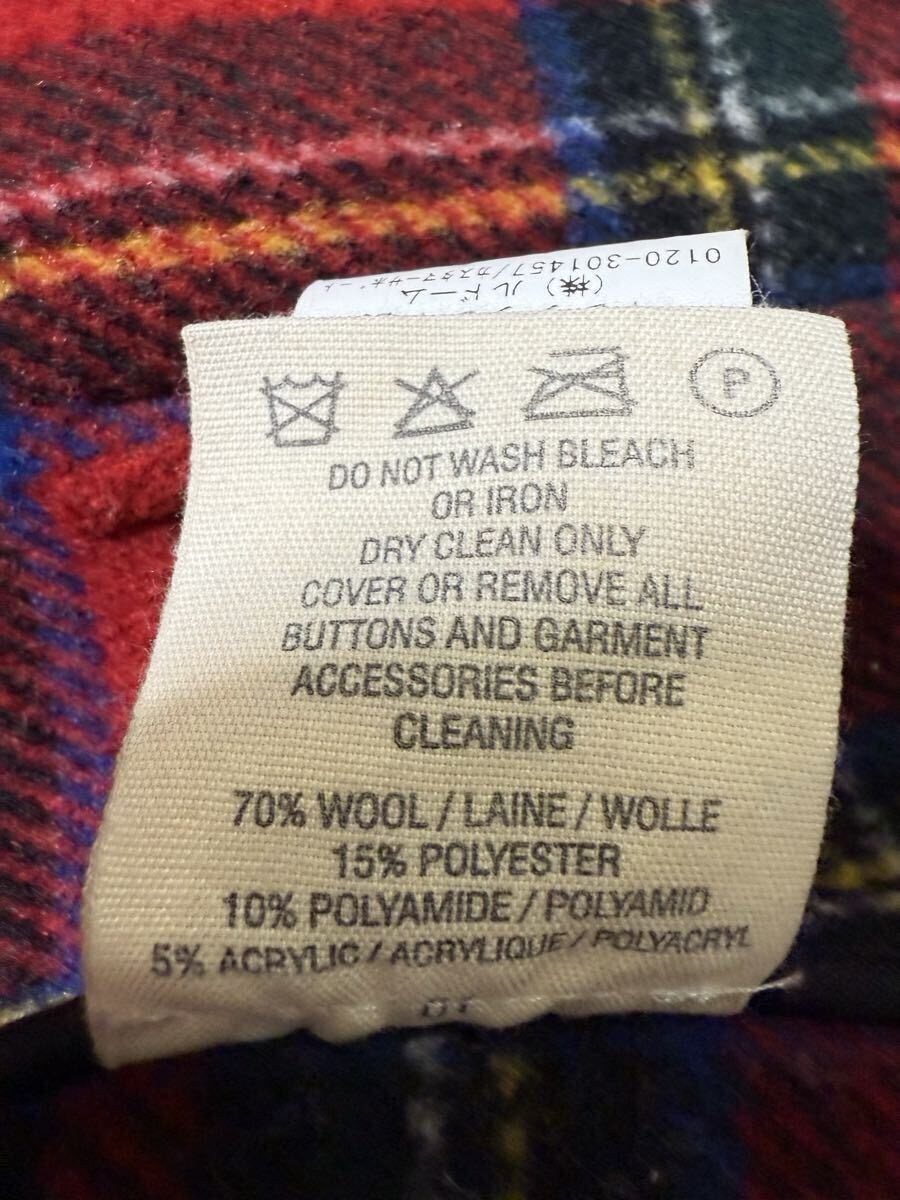 0120-301457/カスタマーサポート
(株)ルドーム
P
DO NOT WASH BLEACH
OR IRON
DRY CLEAN ONLY
COVER OR REMOVE ALL
BUTTONS AND GARMENT
ACCESSORIES BEFORE
CLEANING
70% WOOL / LAINE / WOLLE
15% POLYESTER
10% POLYAMIDE / POLYAMID
5% ACRYLIC / ACRYLIQUE / POLYACRYL